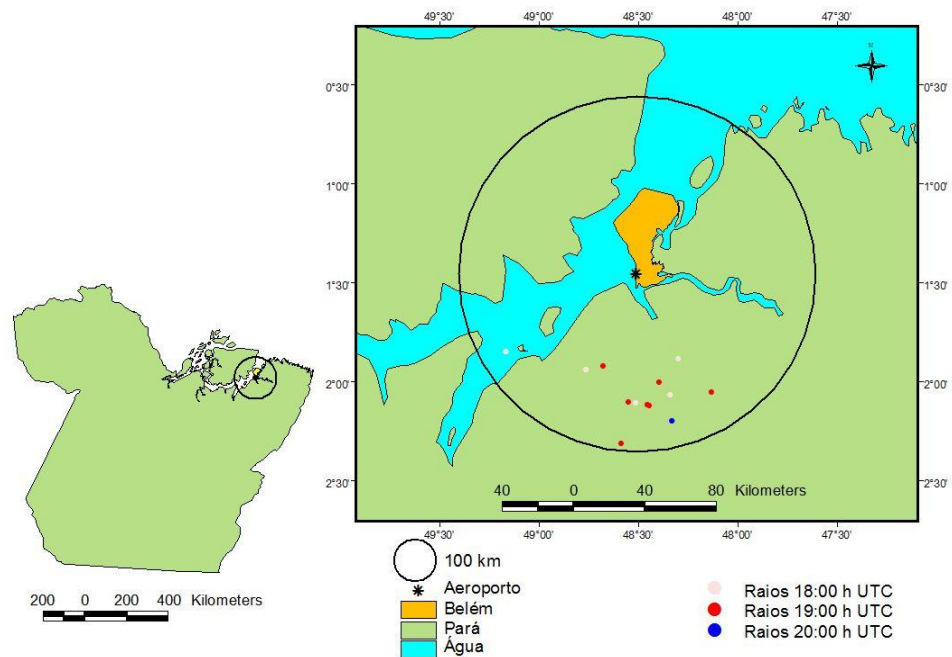 49°30' 49°00' 48°30' 48°00' 47°30'
N
0°30' 0°30'
1°00' 1°00'
1°30' 1°30'
2°00' 2°00'
2°30' 2°30'
40 0 40 80 Kilometers
49°30' 49°00' 48°30' 48°00' 47°30'
200 0 200 400 Kilometers
100 km
Aeroporto
Belém
Pará
Água
Raios 18:00 h UTC
Raios 19:00 h UTC
Raios 20:00 h UTC